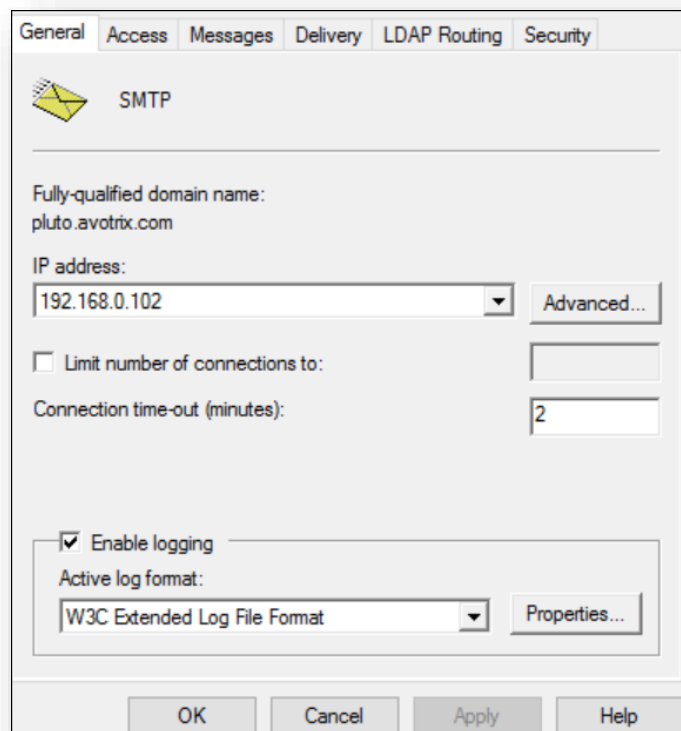 General Access Messages Delivery LDAP Routing Security
SMTP
Fully-qualified domain name:
pluto.avotrix.com
IP address:
192.168.0.102 Advanced...
Limit number of connections to:
Connection time-out (minutes): 2
Enable logging
Active log format:
W3C Extended Log File Format Properties...
OK Cancel Apply Help